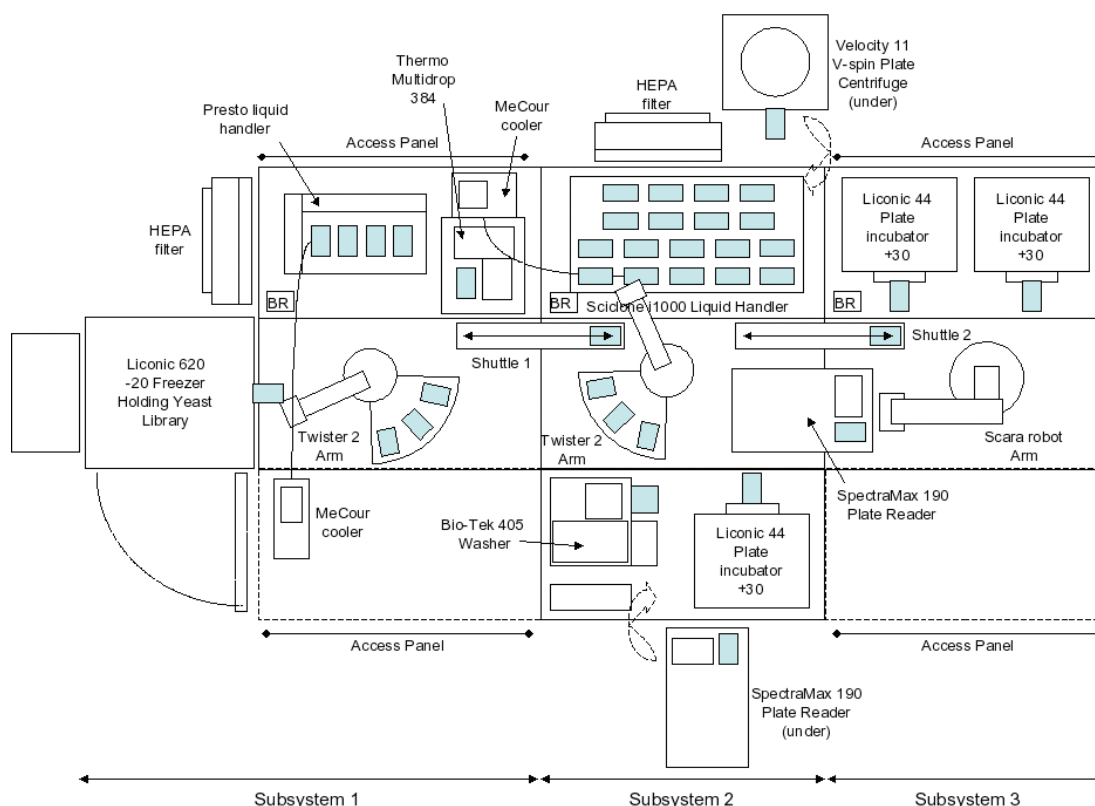 Velocity 11
V-spin Plate
Centrifuge
(under)
Thermo
Multidrop
384
HEPA
filter
MeCour
cooler
Presto liquid
handler
Access Panel
Access Panel
HEPA
filter
Liconic 44
Plate
incubator
+30
Liconic 44
Plate
incubator
+30
BR
BR
Sciclone i1000 Liquid Handler
BR
Liconic 620
-20 Freezer
Holding Yeast
Library
Shuttle 1
Shuttle 2
Twister 2
Arm
Twister 2
Arm
Scara robot
Arm
SpectraMax 190
Plate Reader
MeCour
cooler
Bio-Tek 405
Washer
Liconic 44
Plate
incubator
+30
Access Panel
Access Panel
SpectraMax 190
Plate Reader
(under)
Subsystem 1
Subsystem 2
Subsystem 3